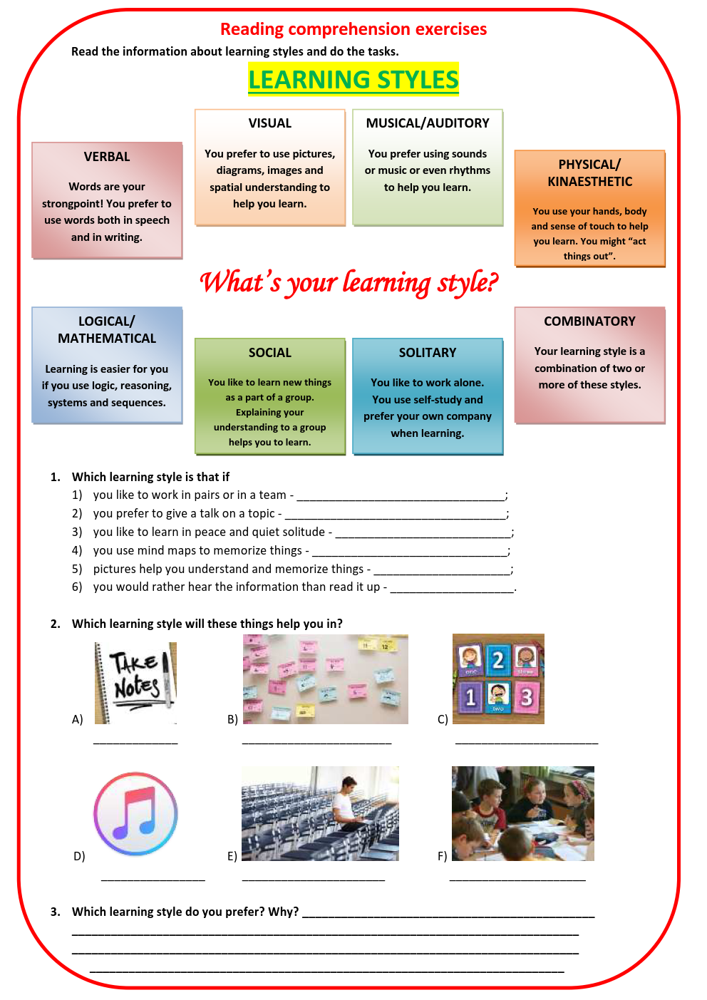 Reading comprehension exercises
Read the information about learning styles and do the tasks.
LEARNING STYLES
VERBAL
Words are your
strongpoint! You prefer to
use words both in speech
and in writing.
VISUAL
You prefer to use pictures,
diagrams, images and
spatial understanding to
help you learn.
MUSICAL/AUDITORY
You prefer using sounds
or music or even rhythms
to help you learn.
PHYSICAL/
KINAESTHETIC
You use your hands, body
and sense of touch to help
you learn. You might “act
things out”.
What’s your learning style?
LOGICAL/
MATHEMATICAL
Learning is easier for you
if you use logic, reasoning,
systems and sequences.
SOCIAL
You like to learn new things
as a part of a group.
Explaining your
understanding to a group
helps you to learn.
SOLITARY
You like to work alone.
You use self-study and
prefer your own company
when learning.
COMBINATORY
Your learning style is a
combination of two or
more of these styles.
1. Which learning style is that if
1) you like to work in pairs or in a team - ________________________________;
2) you prefer to give a talk on a topic - __________________________________;
3) you like to learn in peace and quiet solitude - ___________________________;
4) you use mind maps to memorize things - ______________________________;
5) pictures help you understand and memorize things - _____________________;
6) you would rather hear the information than read it up - ___________________.
2. Which learning style will these things help you in?
TAKE
NOTES
11 12
one 2 three
1 two 3
A) B) C)
_____________ _______________________ ______________________
D) E) F)
________________ ______________________ _____________________
3. Which learning style do you prefer? Why? _____________________________________________
______________________________________________________________________________
______________________________________________________________________________
_________________________________________________________________________